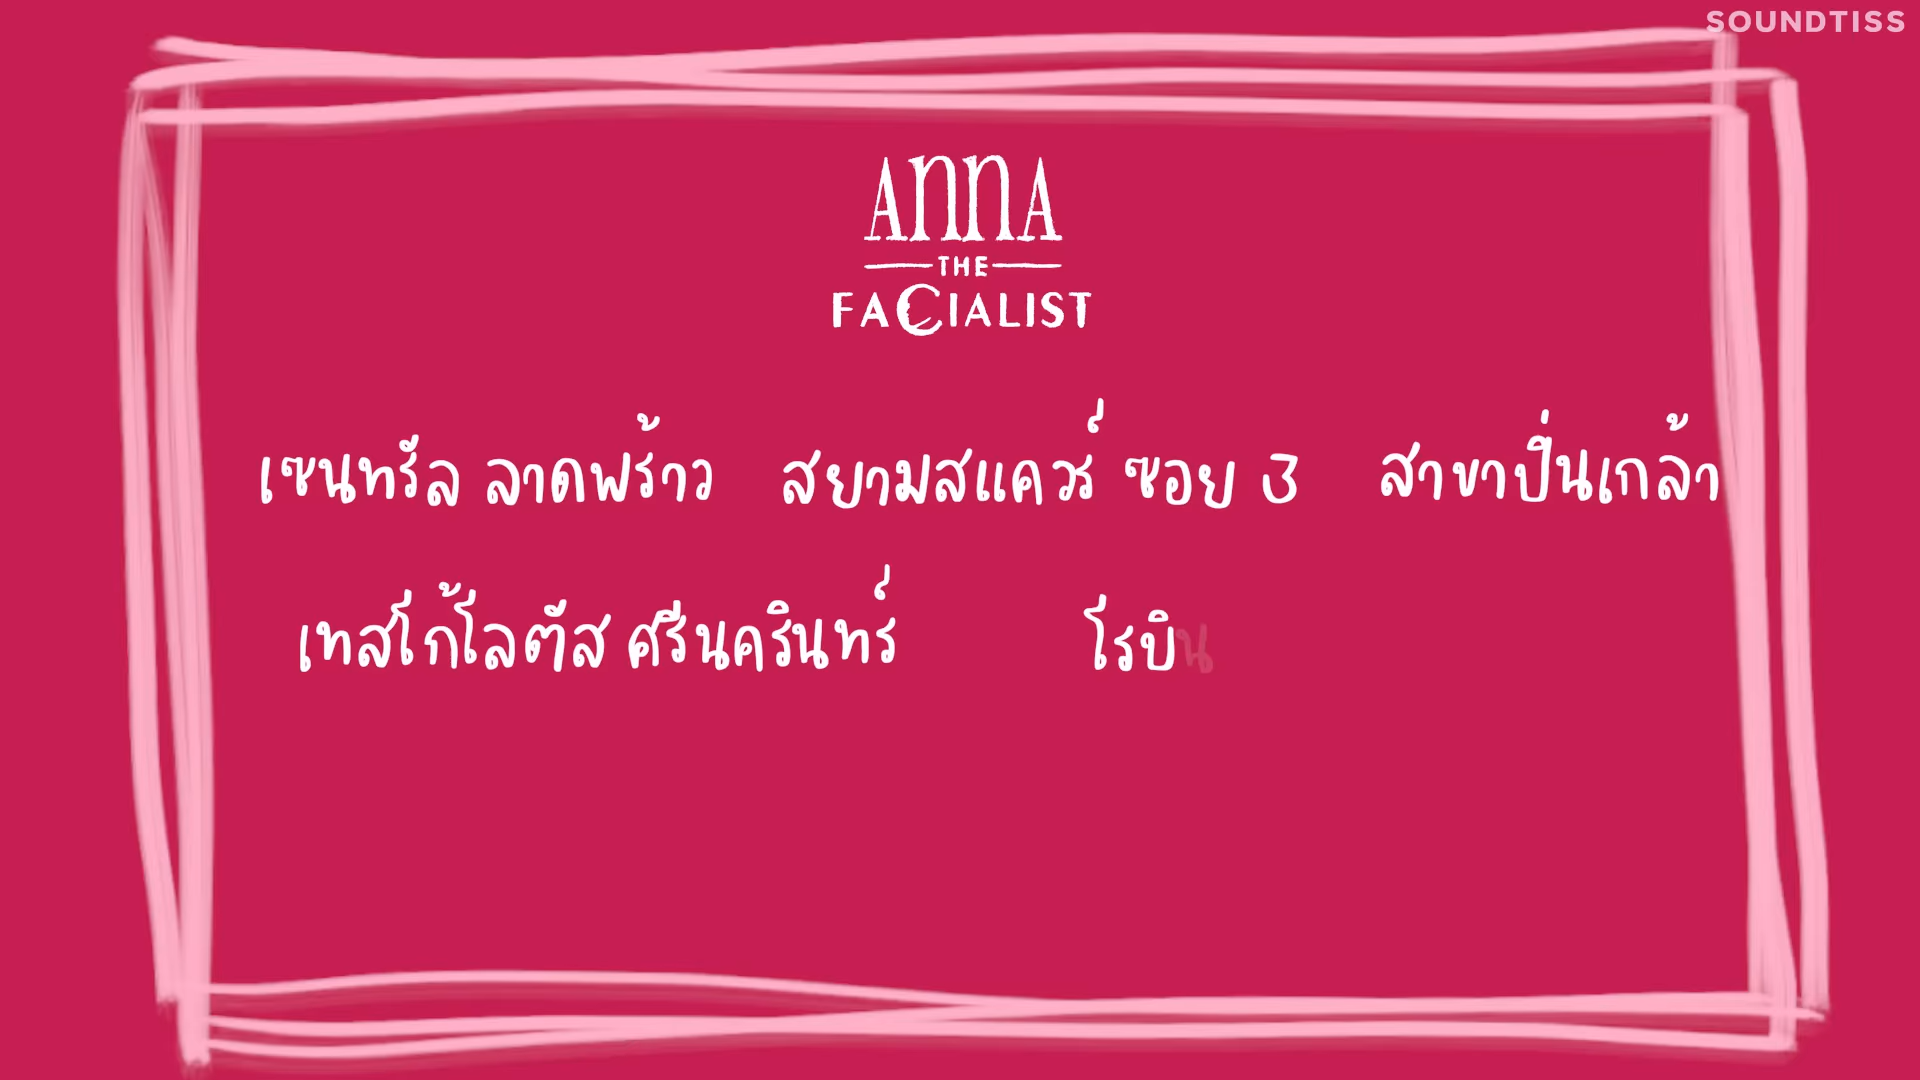 SOUNDTISS
ANNA
THE
FACIALIST
เซนทรัล ลาดพร้าว สยามสแควร์ ซอย 3 สาขาปิ่นเกล้า
เทสโก้โลตัส ศรีนครินทร์ โรบิน